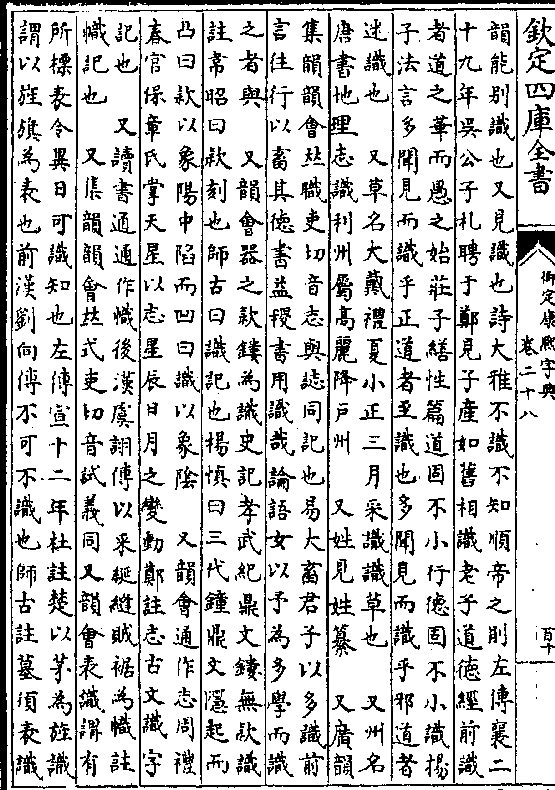 欽定四庫全書
御定康熙字典
卷二十八
百十
韻能别識也又見識也詩大雅不識不知順帝之則左傳襄二
十九年吳公子札聘于鄭見子產如舊相識老子道德經前識
者道之華而愚之始莊子繕性篇道固不小行德固不小識揚
子法言多聞見而識乎正道者至識也多聞見而識乎邪道者
迷識也　又草名大戴禮夏小正三月采識識草也　又州名
唐書地理志識利州屬高麗降戶州　又姓見姓纂　又廣韻
集韻韻會𠀤職吏切音志與誌同記也易大畜君子以多識前
言往行以畜其德書益稷書用識哉論語女以予為多學而識
之者與　又韻會器之款鏤為識史記孝武紀鼎文鏤無款識
註韋昭曰款刻也師古曰識記也楊慎曰三代鐘鼎文隱起而
凸曰款以象陽中陷而凹曰識以象陰　又韻會通作志周禮
春官保章氏掌天星以志星辰日月之變動鄭註志古文識字
記也　又讀書通通作幟後漢虞詡傳以采綖縫賊裾為幟註
幟記也　又集韻韻會𠀤式吏切音試義同又韻會表識謂有
所標表令異日可識知也左傳宣十二年杜註楚以茅為旌識
謂以旌旗為表也前漢劉向傳不可不識也師古註墓須表識